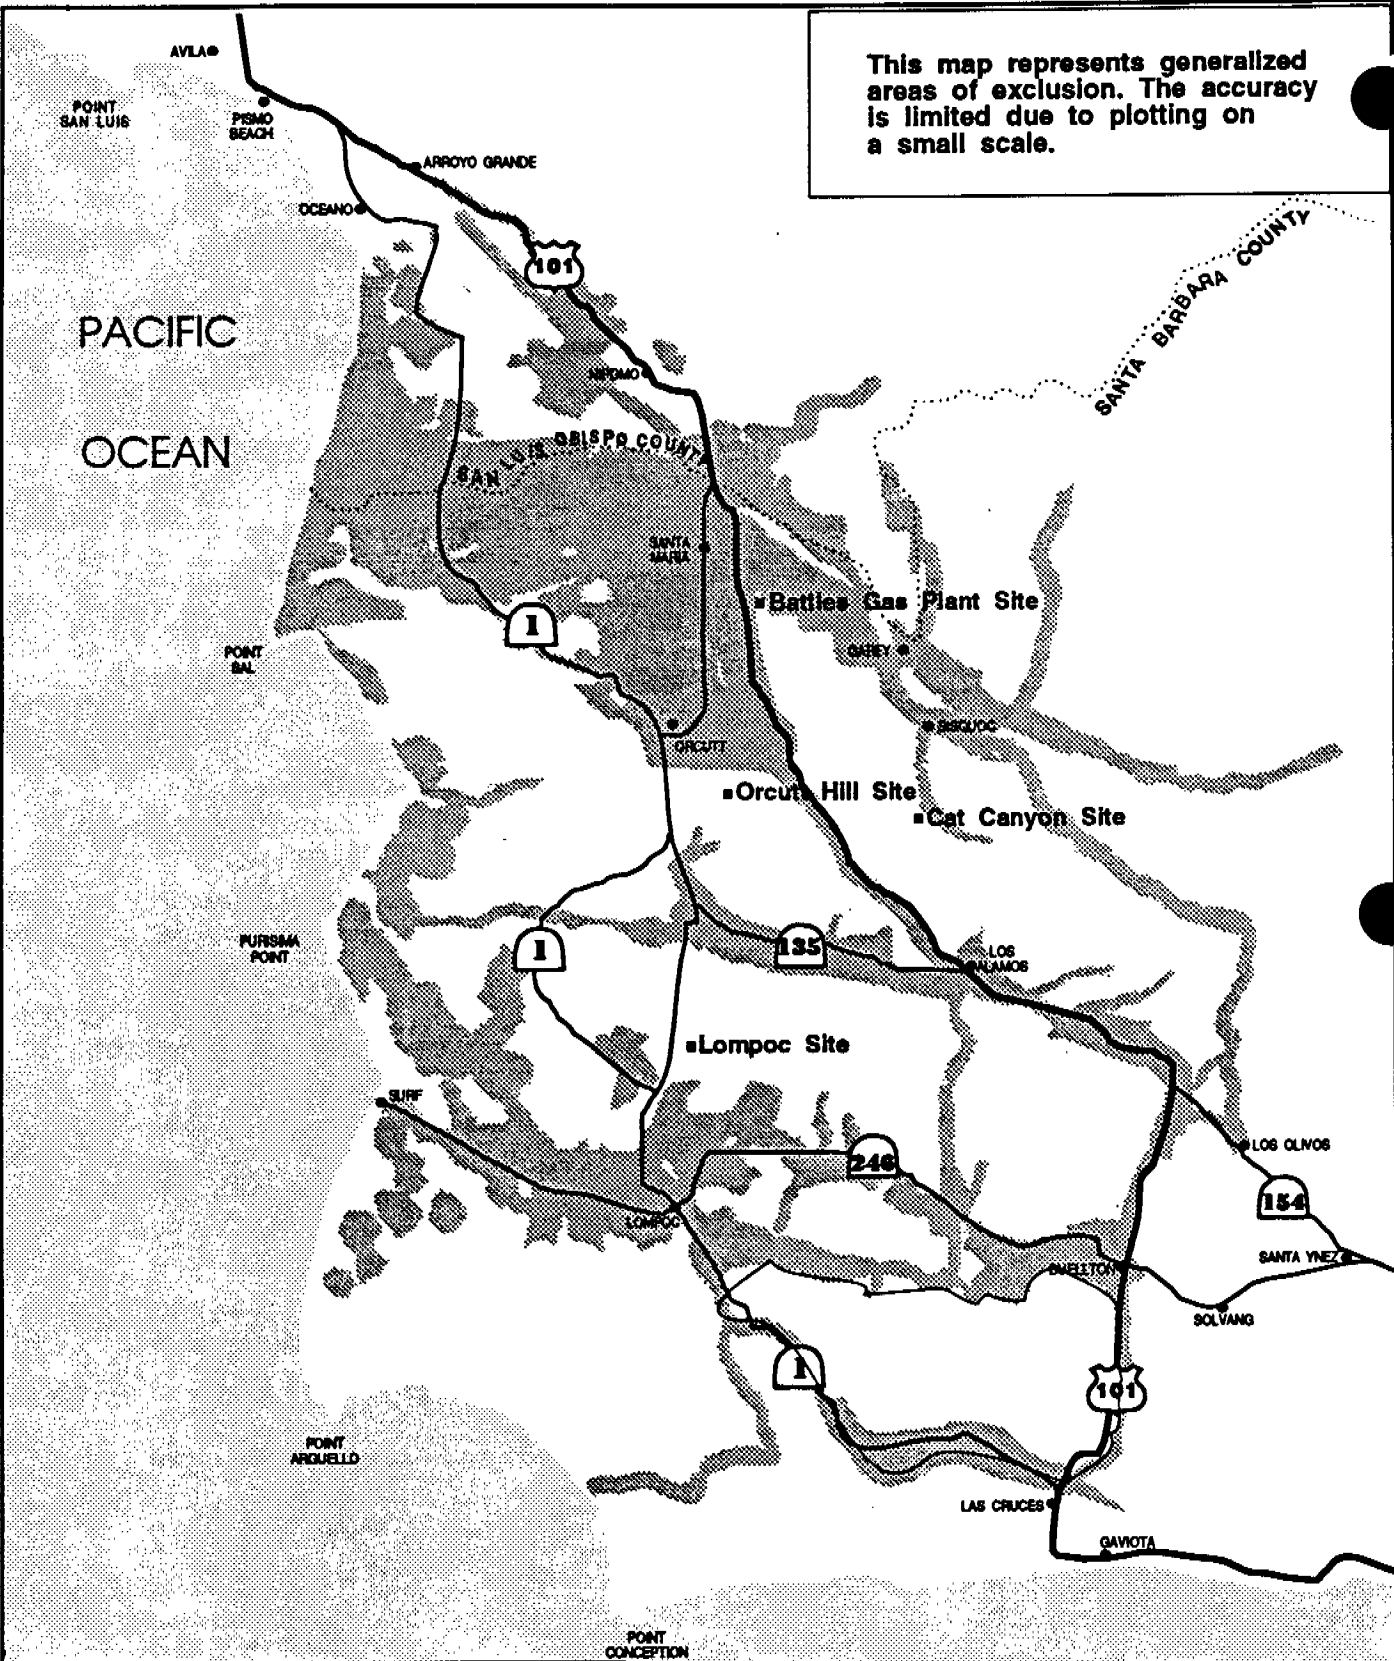 This map represents generalized
areas of exclusion. The accuracy
is limited due to plotting on
a small scale.
AVILA
POINT
SAN LUIS
PISMO
BEACH
ARROYO GRANDE
OCEANO
101
SANTA BARBARA COUNTY
PACIFIC
OCEAN
NIPOMO
SAN LUIS OBISPO COUNTY
SANTA
MARIA
Battles Gas Plant Site
1
GAREY
POINT
SAL
SISQUOC
ORCUTT
Orcutt Hill Site
Cat Canyon Site
PURISIMA
POINT
1
135
LOS
ALAMOS
Lompoc Site
SURF
LOS OLIVOS
246
154
LOMPOC
SANTA YNEZ
BUELLTON
SOLVANG
1
101
POINT
ARGUELLO
LAS CRUCES
GAVIOTA
POINT
CONCEPTION